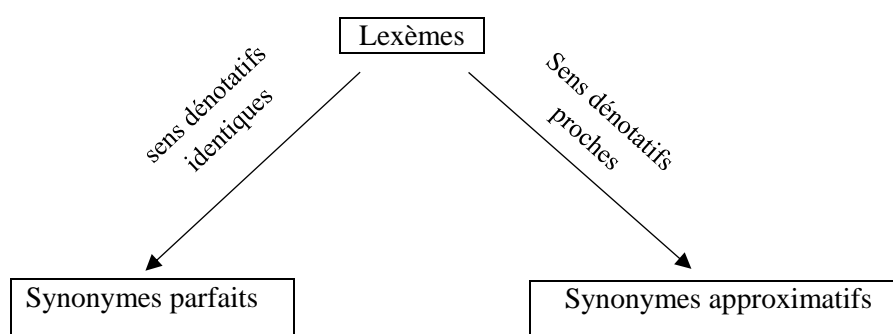 Lexèmes
sens dénotatifs
identiques
Sens dénotatifs
proches
Synonymes parfaits
Synonymes approximatifs